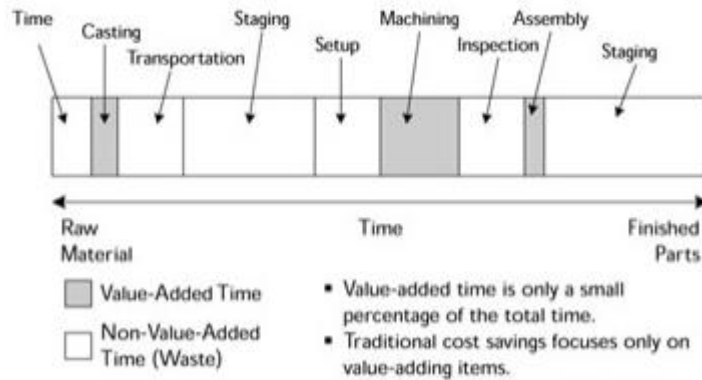 Time
Casting
Transportation
Staging
Setup
Machining
Inspection
Assembly
Staging
Raw
Material
Time
Finished
Parts
Value-Added Time
Non-Value-Added
Time (Waste)
▪ Value-added time is only a small
percentage of the total time.
▪ Traditional cost savings focuses only on
value-adding items.